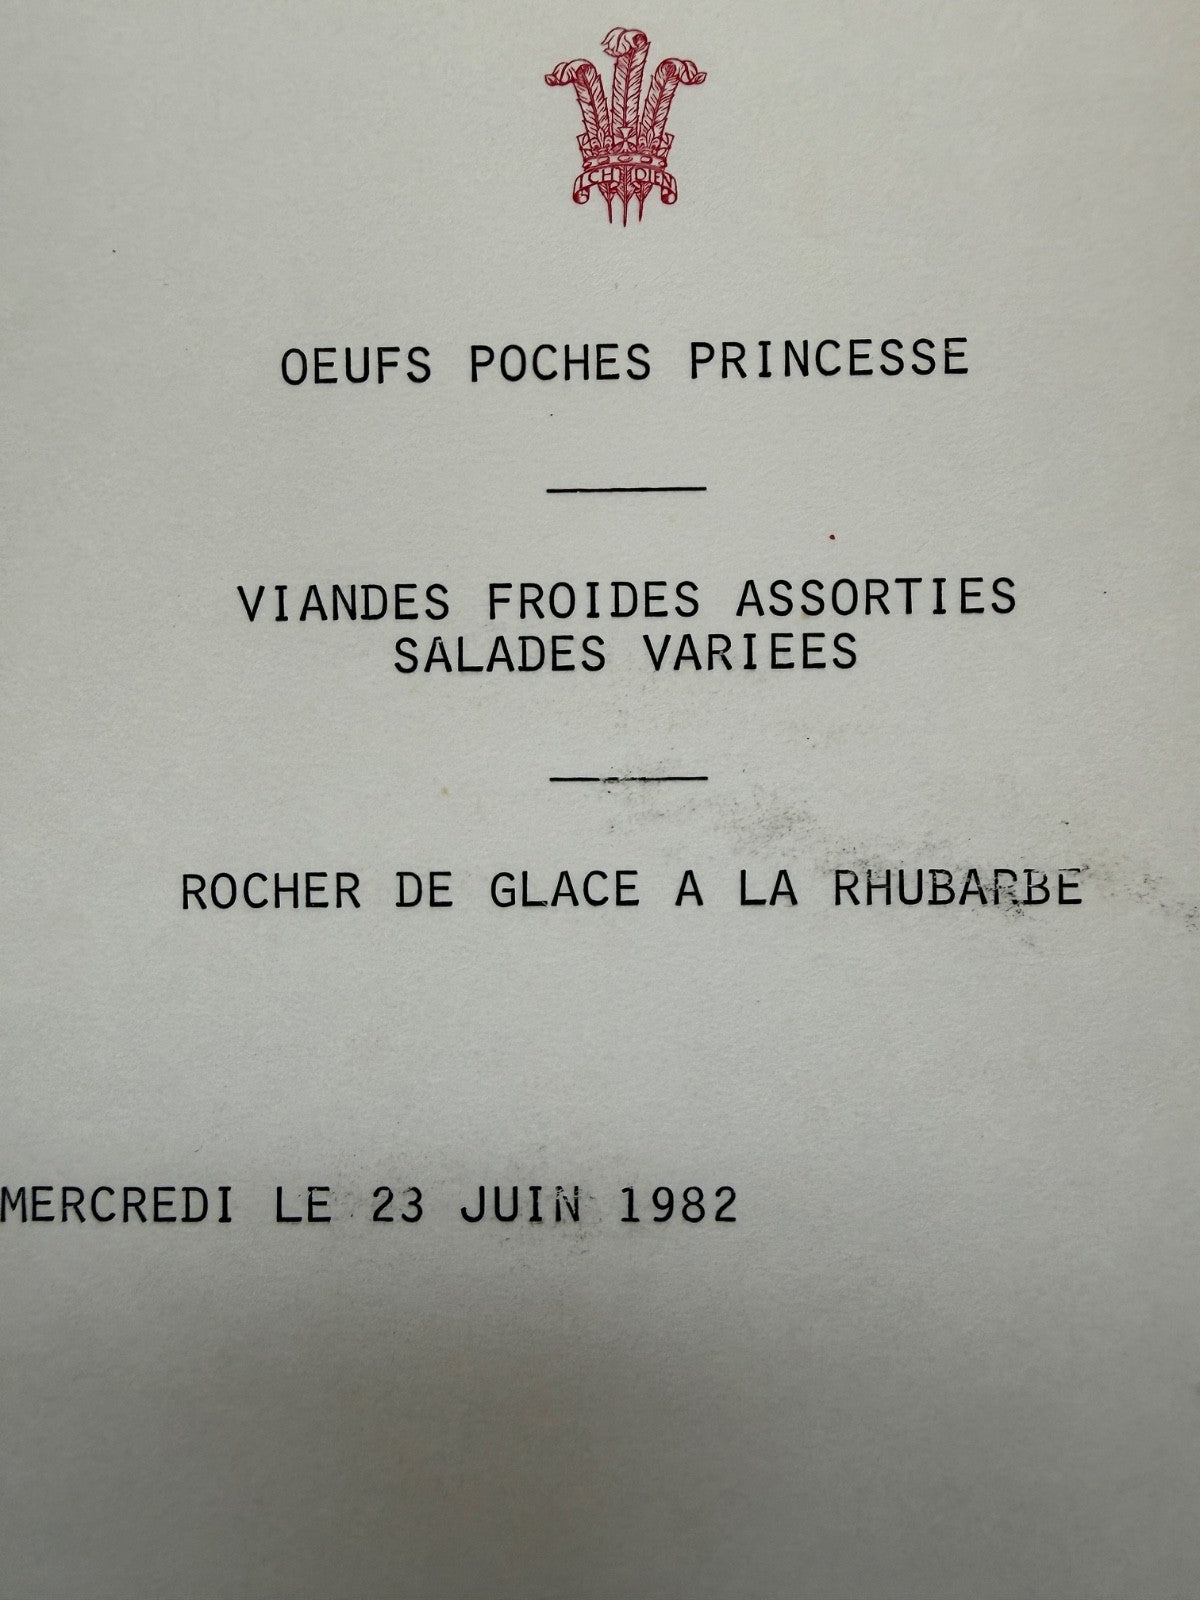 ICH DIEN
OEUFS POCHES PRINCESSE
VIANDES FROIDES ASSORTIES
SALADES VARIEES
ROCHER DE GLACE A LA RHUBARBE
MERCREDI LE 23 JUIN 1982